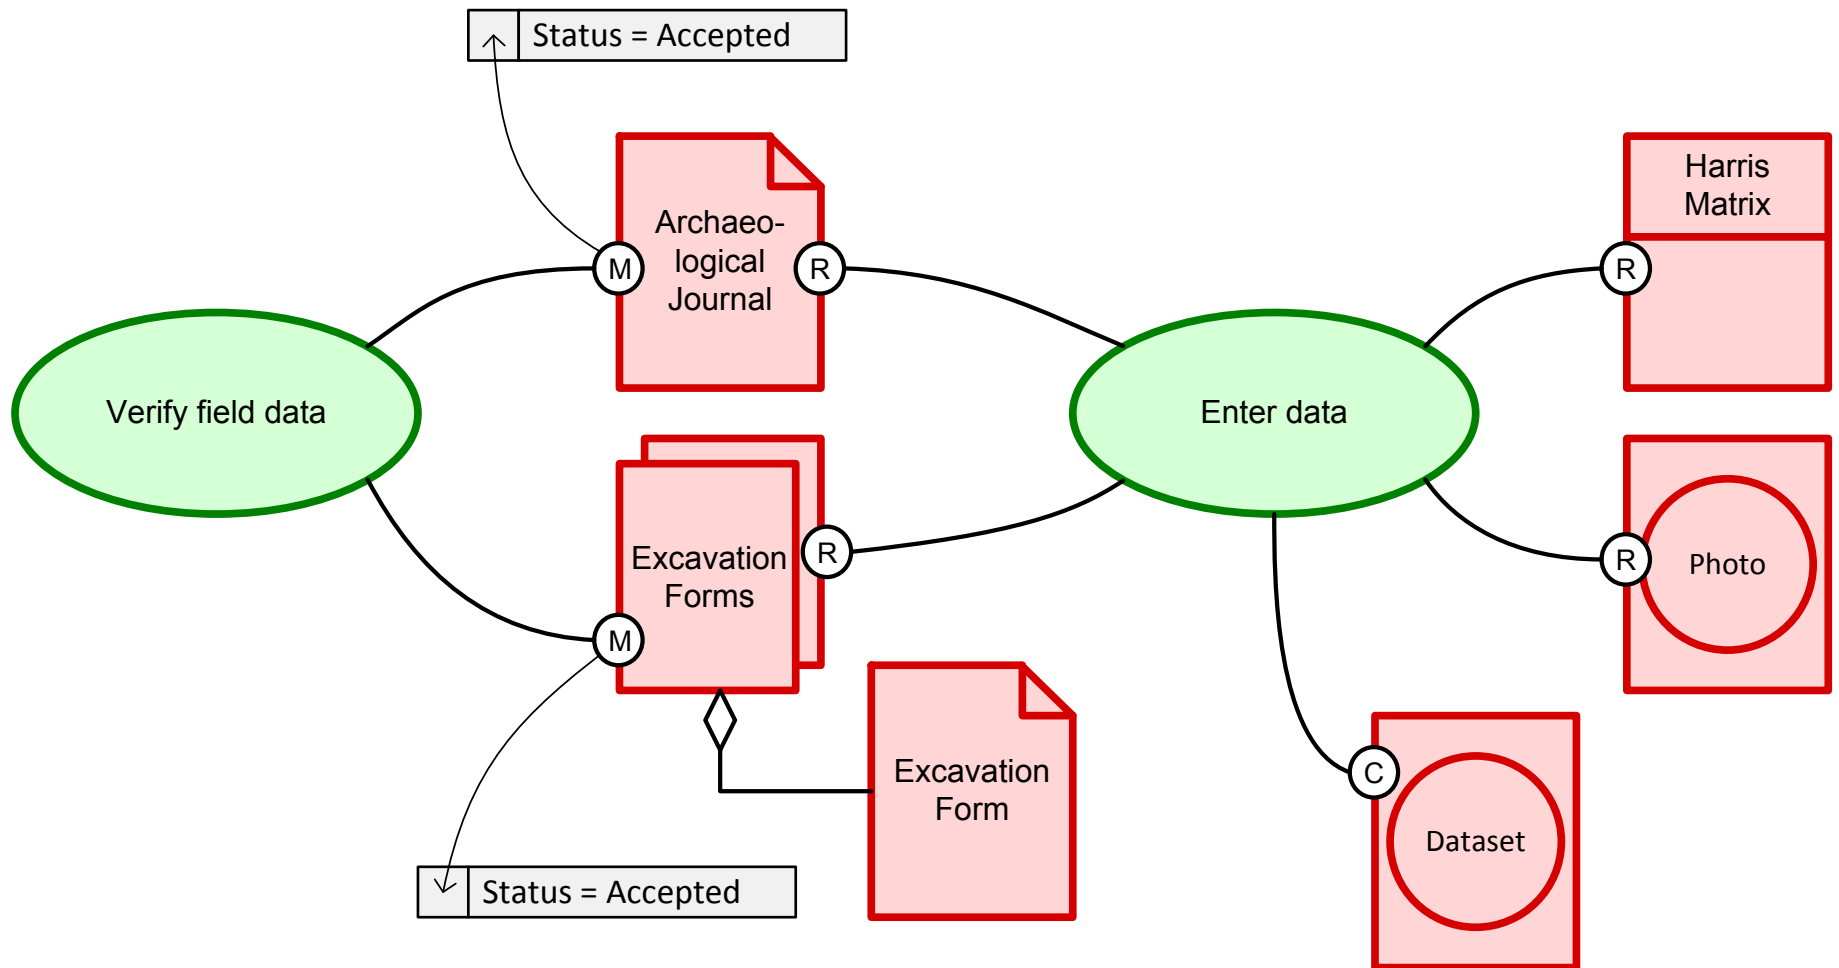 Status = Accepted
Archaeo-
logical
Journal
M
R
Harris
Matrix
R
Verify field data
Enter data
Excavation
Forms
R
M
R
Photo
Excavation
Form
C
Dataset
Status = Accepted